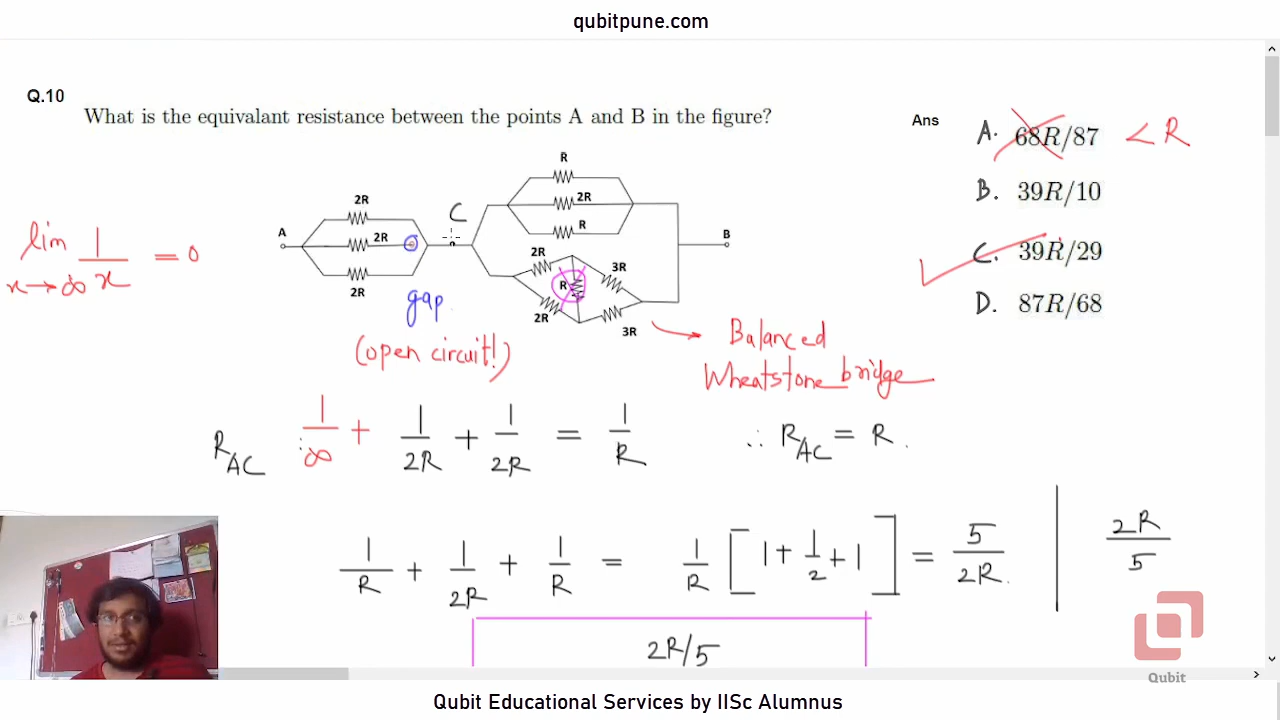 qubitpune.com
Q.10
What is the equivalant resistance between the points A and B in the figure?
Ans
A. 68R/87 < R
B. 39R/10
C. 39R/29
D. 87R/68
R
2R
R
2R
2R
2R
A
C
B
2R
3R
R
2R
3R
lim 1/x = 0
x→∞
gap
(open circuit!)
Balanced
Wheatstone bridge
R_AC 1/∞ + 1/2R + 1/2R = 1/R ∴ R_AC = R.
1/R + 1/2R + 1/R = 1/R [1 + 1/2 + 1] = 5/2R. 2R/5
2R/5
Qubit
Qubit Educational Services by IISc Alumnus